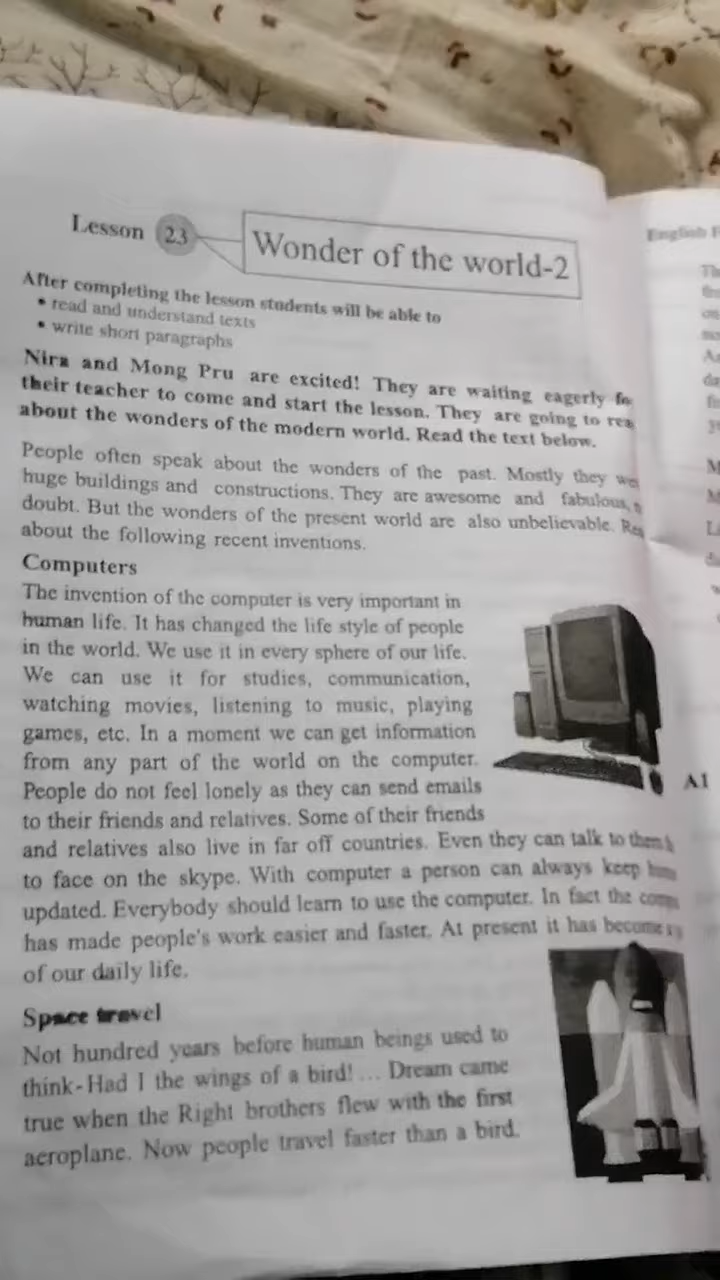 Lesson 23
Wonder of the world-2
After completing the lesson students will be able to
• read and understand texts
• write short paragraphs
Nira and Mong Pru are excited! They are waiting eagerly
their teacher to come and start the lesson. They are going to
about the wonders of the modern world. Read the text below.
People often speak about the wonders of the past. Mostly they
huge buildings and constructions. They are awesome and fabulous,
doubt. But the wonders of the present world are also unbelievable.
about the following recent inventions.
Computers
The invention of the computer is very important in
human life. It has changed the life style of people
in the world. We use it in every sphere of our life.
We can use it for studies, communication,
watching movies, listening to music, playing
games, etc. In a moment we can get information
from any part of the world on the computer.
People do not feel lonely as they can send emails
to their friends and relatives. Some of their friends
and relatives also live in far off countries. Even they can talk to them
to face on the skype. With computer a person can always keep
updated. Everybody should learn to use the computer. In fact the
has made people's work easier and faster. At present it has become
of our daily life.
Space travel
Not hundred years before human beings used to
think-Had I the wings of a bird! ... Dream came
true when the Right brothers flew with the first
aeroplane. Now people travel faster than a bird.
English
A1